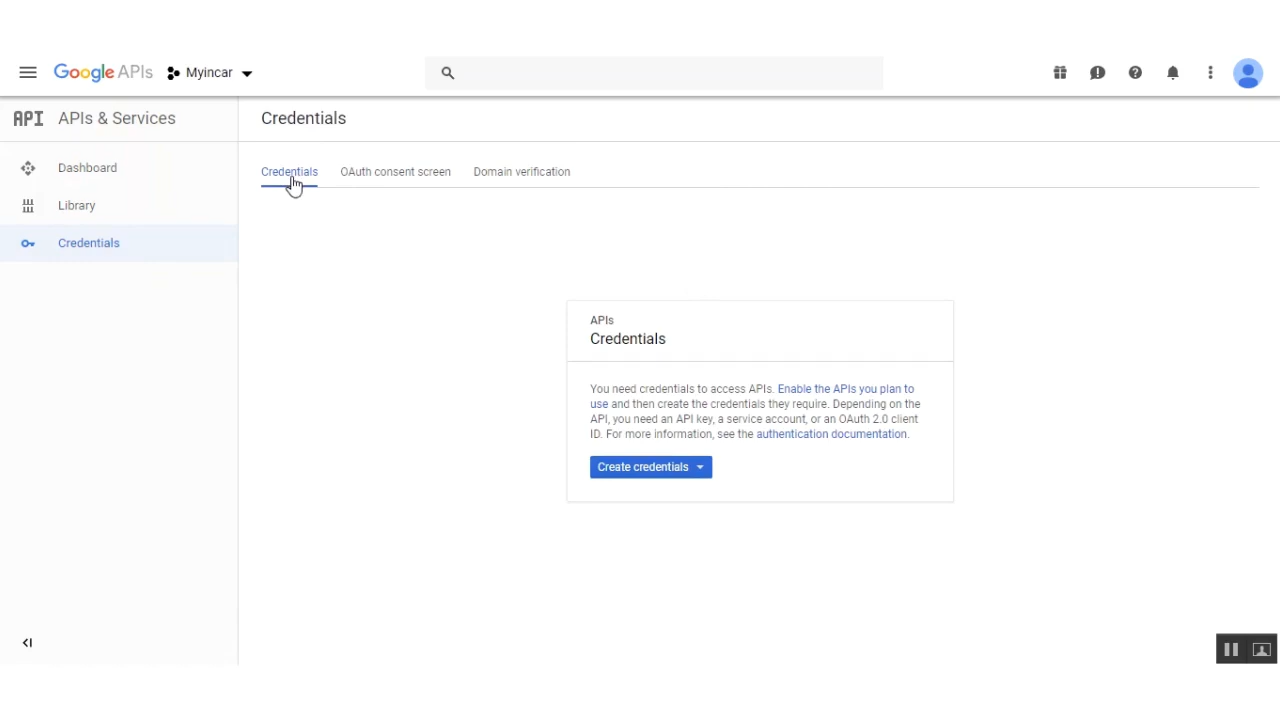 Google APIs Myincar
API APIs & Services
Credentials
Dashboard
Library
Credentials
Credentials OAuth consent screen Domain verification
APIs
Credentials
You need credentials to access APIs. Enable the APIs you plan to
use and then create the credentials they require. Depending on the
API, you need an API key, a service account, or an OAuth 2.0 client
ID. For more information, see the authentication documentation.
Create credentials